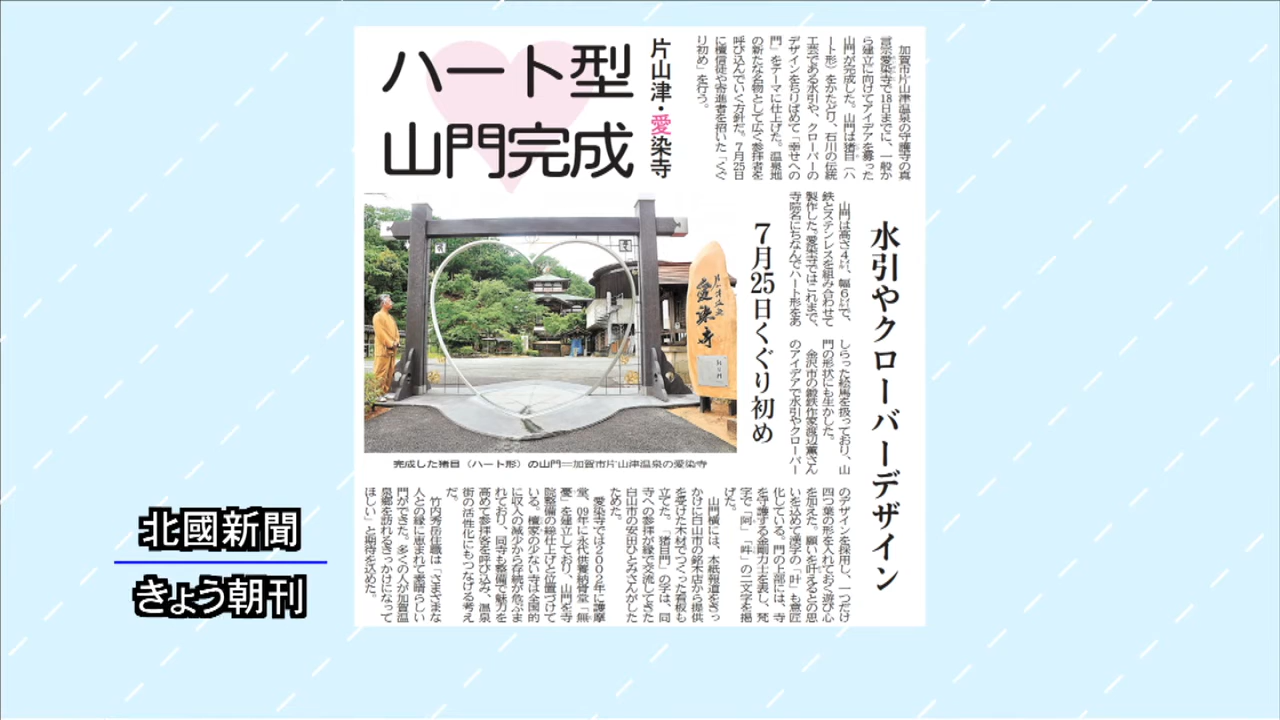 ハート型
山門完成
片山津・愛染寺
加賀市片山津温泉の守護寺の真
言宗愛染寺で18日までに、一般か
ら建立に向けてアイデアを募った
山門が完成した。山門は猪目（ハ
ート形）をかたどり、石川の伝統
工芸である水引や、クローバーの
デザインをちりばめて「幸せへの
門」をテーマに仕上げた。温泉地
の新たな名物として広く参拝者を
呼び込んでいく方針だ。7月25日
に檀信徒や寄進者を招いた「くぐ
り初め」を行う。
水引やクローバーデザイン
7月25日くぐり初め
山門は高さ4㍍、幅6㍍で、
鉄とステンレスを組み合わせて
製作した。愛染寺ではこれまで、
寺院名にちなんでハート形をあ
しらった絵馬を扱っており、山
門の形状にも生かした。
金沢市の鍛鉄作家渡辺薫さん
のアイデアで水引やクローバー
のデザインを採用し、一つだけ
四つ葉の形を入れておく遊び心
を加えた。願いを叶えるとの思
いを込めて漢字の「叶」も意匠
化している。門の上部には、寺
を守護する金剛力士を表し、梵
字で「阿」「吽」の二文字を掲
げた。
山門横には、本紙報道をきっ
かけに白山市の銘木店から提供
を受けた木材でつくった看板も
立てた。「猪目門」の字は、同
寺への参拝が縁で交流してきた
白山市の安田ひとみさんがした
ためた。
愛染寺では2002年に護摩
堂、09年に永代供養納骨堂「無
憂」を建立しており、山門を寺
院整備の総仕上げと位置づけて
いる。檀家の少ない寺は全国的
に収入の減少から存続が危ぶま
れており、同寺も整備で魅力を
高めて参拝客を呼び込み、温泉
街の活性化にもつなげる考え
だ。
竹内秀岳住職は「さまざまな
人との縁に恵まれて素晴らしい
門ができた。多くの人が加賀温
泉郷を訪れるきっかけになって
ほしい」と期待を込めた。
片山津温泉
愛染寺
完成した猪目（ハート形）の山門＝加賀市片山津温泉の愛染寺
北國新聞
きょう朝刊